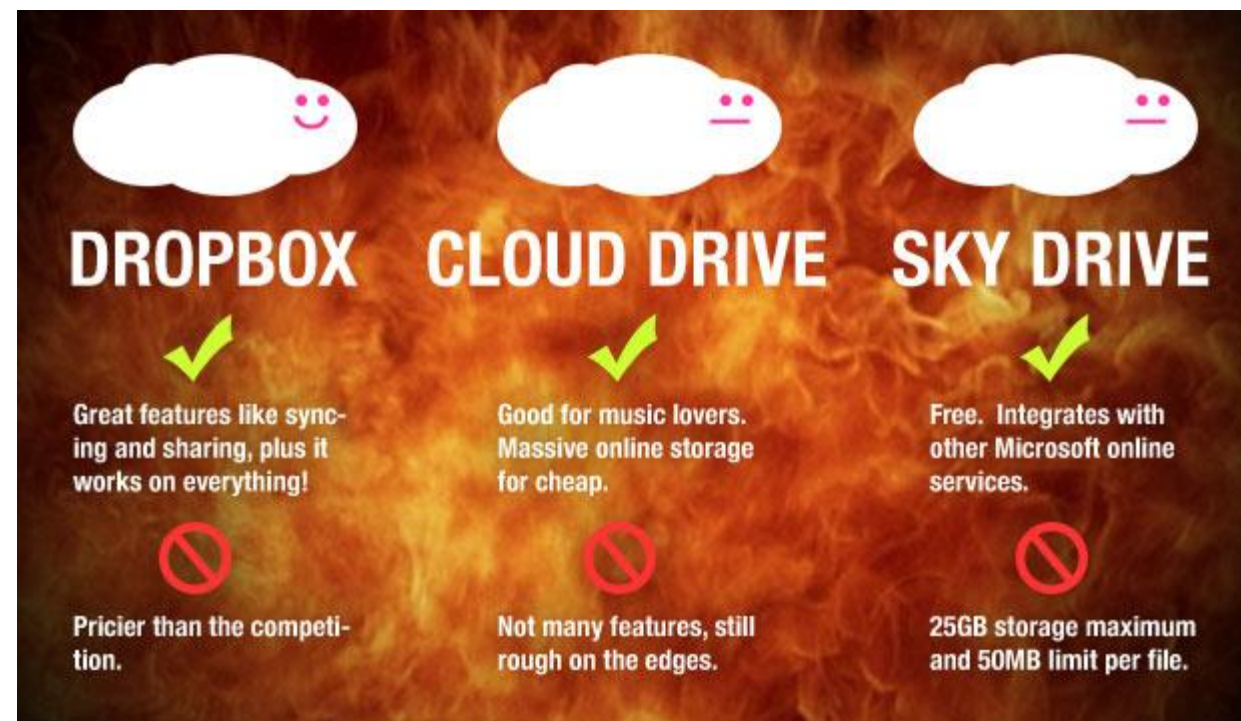 DROPBOX
Great features like sync-
ing and sharing, plus it
works on everything!
Pricier than the competi-
tion.
CLOUD DRIVE
Good for music lovers.
Massive online storage
for cheap.
Not many features, still
rough on the edges.
SKY DRIVE
Free.  Integrates with
other Microsoft online
services.
25GB storage maximum
and 50MB limit per file.